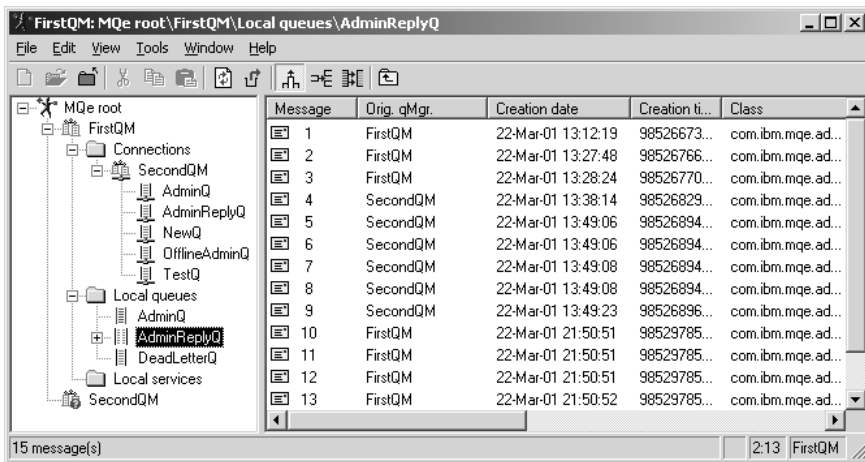 FirstQM: MQe root\FirstQM\Local queues\AdminReplyQ
File Edit View Tools Window Help
MQe root
FirstQM
Connections
SecondQM
AdminQ
AdminReplyQ
NewQ
OfflineAdminQ
TestQ
Local queues
AdminQ
AdminReplyQ
DeadLetterQ
Local services
SecondQM
Message Orig. qMgr. Creation date Creation ti... Class
1 FirstQM 22-Mar-01 13:12:19 98526673... com.ibm.mqe.ad...
2 FirstQM 22-Mar-01 13:27:48 98526766... com.ibm.mqe.ad...
3 FirstQM 22-Mar-01 13:28:24 98526770... com.ibm.mqe.ad...
4 SecondQM 22-Mar-01 13:38:14 98526829... com.ibm.mqe.ad...
5 SecondQM 22-Mar-01 13:49:06 98526894... com.ibm.mqe.ad...
6 SecondQM 22-Mar-01 13:49:06 98526894... com.ibm.mqe.ad...
7 SecondQM 22-Mar-01 13:49:08 98526894... com.ibm.mqe.ad...
8 SecondQM 22-Mar-01 13:49:08 98526894... com.ibm.mqe.ad...
9 SecondQM 22-Mar-01 13:49:23 98526896... com.ibm.mqe.ad...
10 FirstQM 22-Mar-01 21:50:51 98529785... com.ibm.mqe.ad...
11 FirstQM 22-Mar-01 21:50:51 98529785... com.ibm.mqe.ad...
12 FirstQM 22-Mar-01 21:50:51 98529785... com.ibm.mqe.ad...
13 FirstQM 22-Mar-01 21:50:52 98529785... com.ibm.mqe.ad...
15 message(s) 2:13 FirstQM